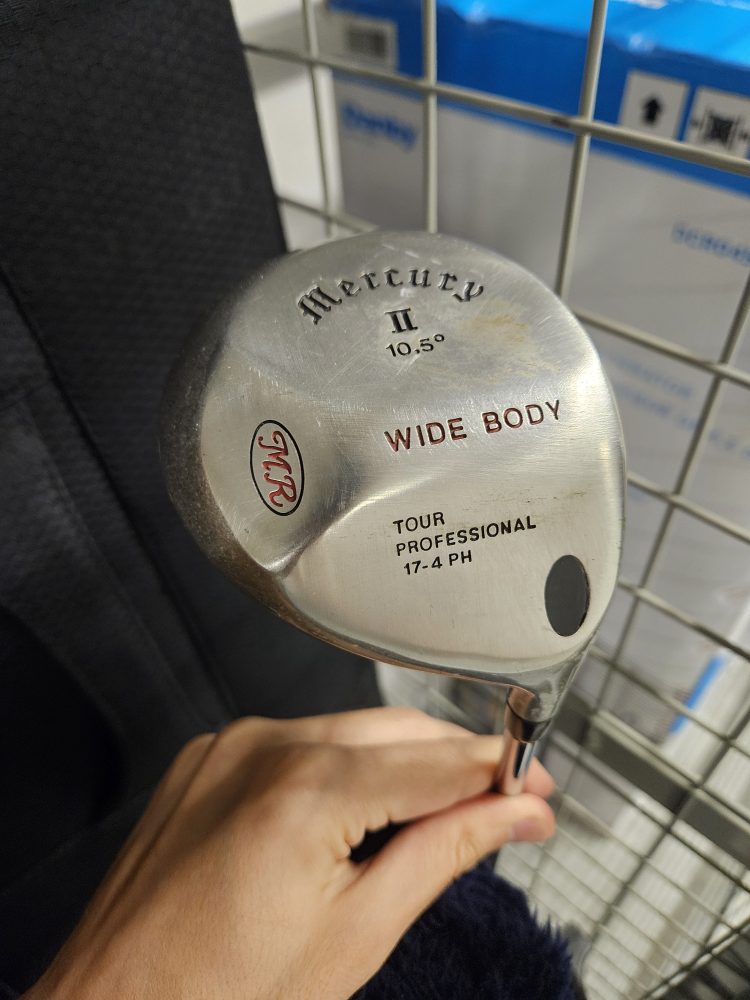 Mercury
II
10.5°
WIDE BODY
MR
TOUR
PROFESSIONAL
17-4 PH